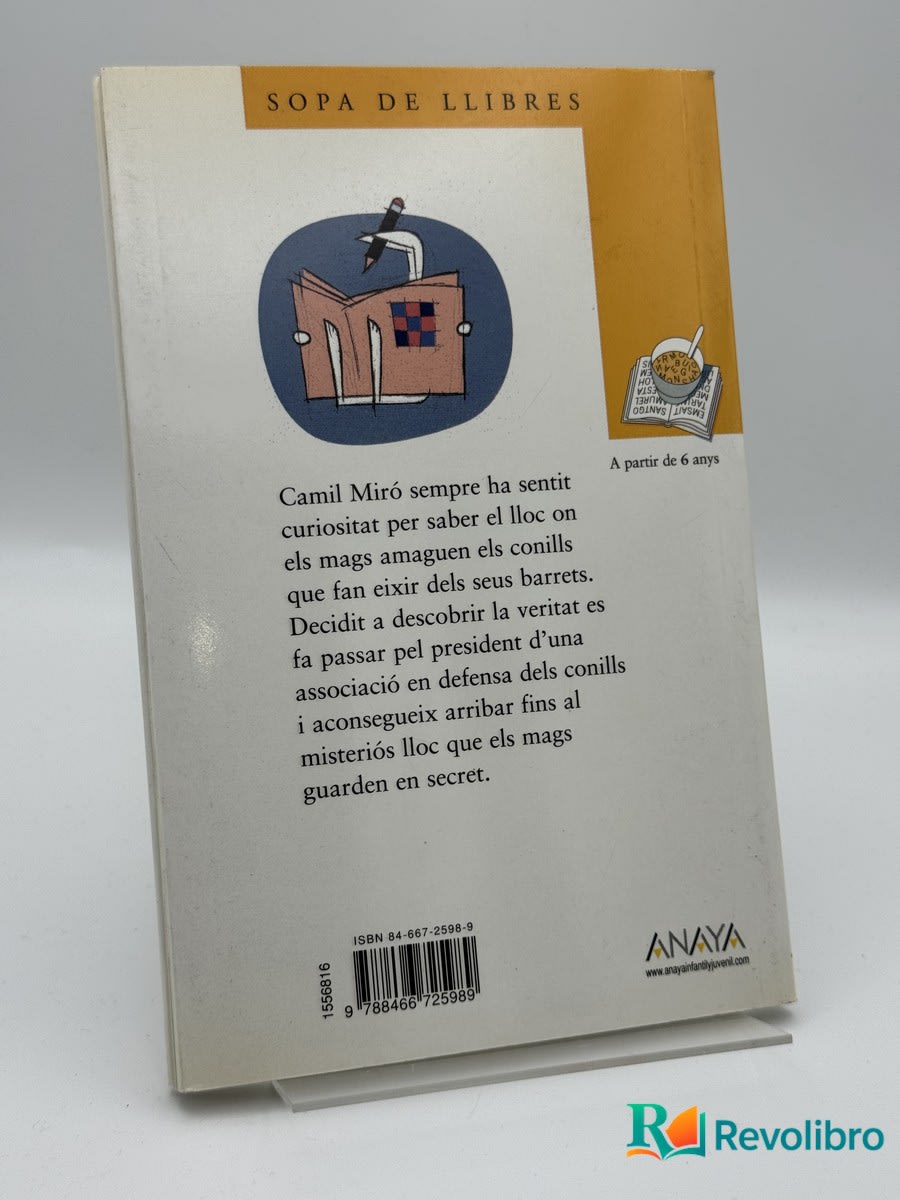 SOPA DE LLIBRES
A partir de 6 anys
Camil Miró sempre ha sentit
curiositat per saber el lloc on
els mags amaguen els conills
que fan eixir dels seus barrets.
Decidit a descobrir la veritat es
fa passar pel president d’una
associació en defensa dels conills
i aconsegueix arribar fins al
misteriós lloc que els mags
guarden en secret.
ISBN 84-667-2598-9
1556816
9 788466 725989
ANAYA
www.anayainfantilyjuvenil.com
Revolibro